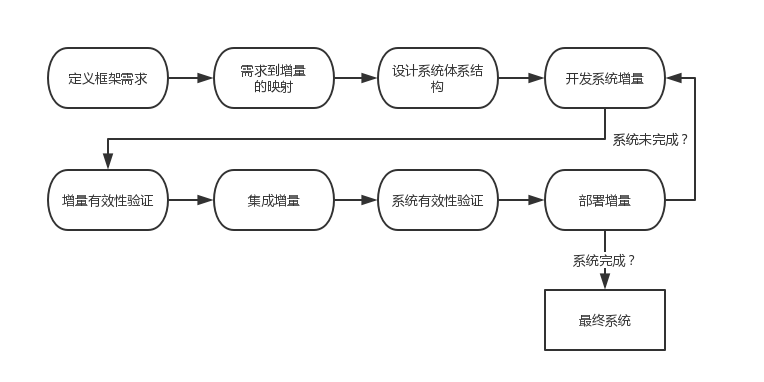 定义框架需求
需求到增量
的映射
设计系统体系结
构
开发系统增量
系统未完成？
增量有效性验证
集成增量
系统有效性验证
部署增量
系统完成？
最终系统